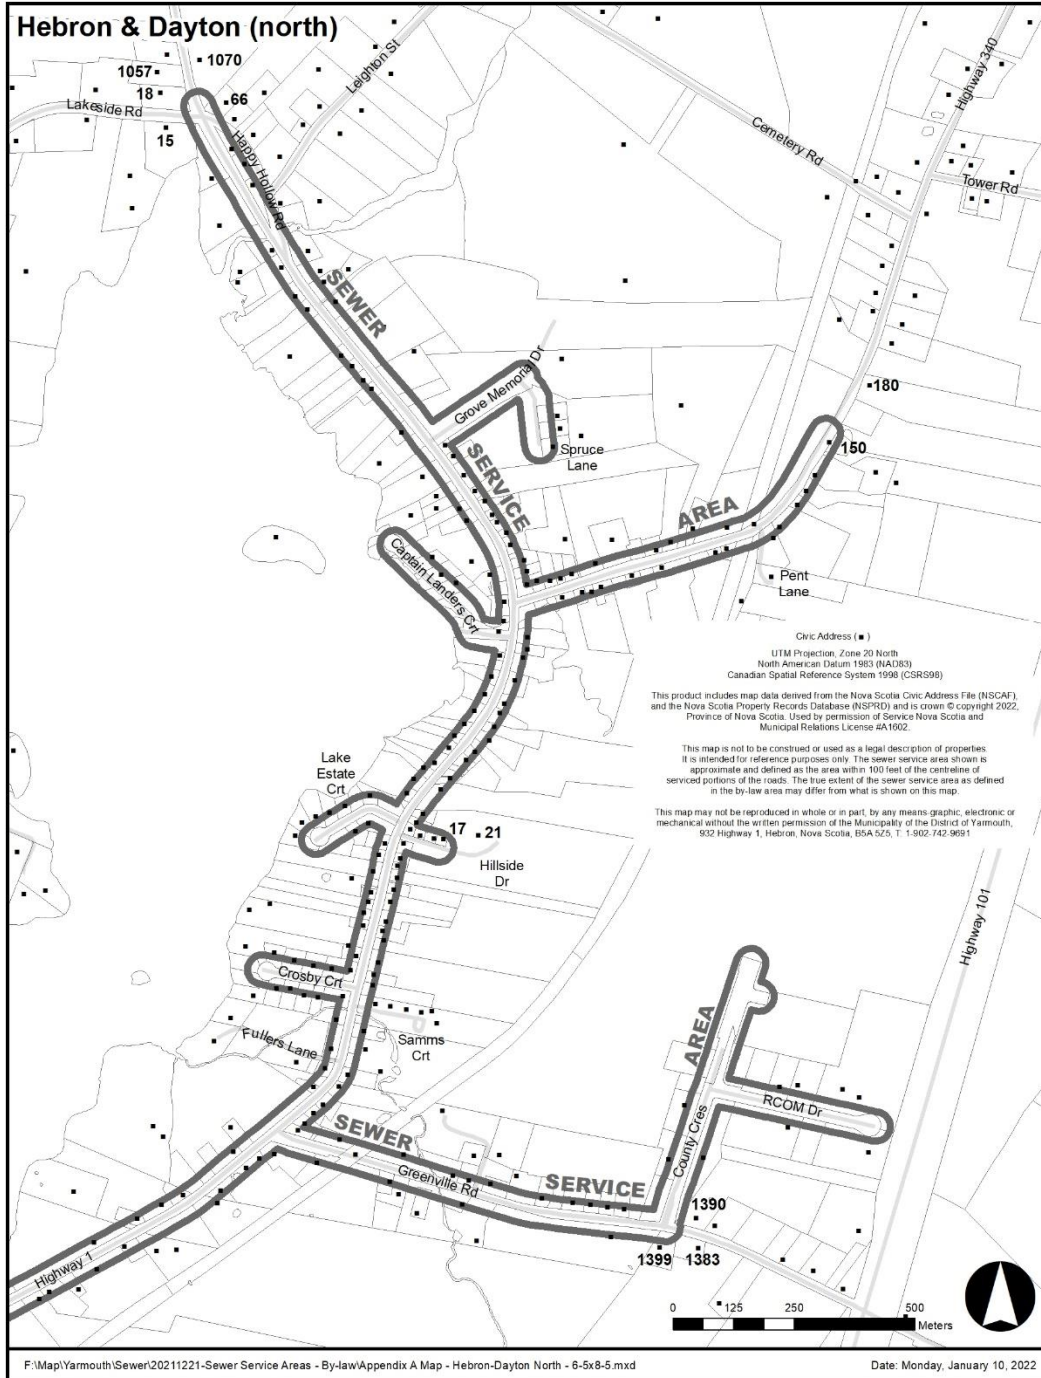 Hebron & Dayton (north)
1070
1057
18
66
Lakeside Rd
15
Leighton St
Happy Hollow Rd
Highway 340
Cemetery Rd
Tower Rd
SEWER
Grove Memorial Dr
180
150
Spruce
Lane
SERVICE
AREA
Captain Landers Crt
Pent
Lane
Civic Address ( ■ )
UTM Projection, Zone 20 North
North American Datum 1983 (NAD83)
Canadian Spatial Reference System 1998 (CSRS98)
This product includes map data derived from the Nova Scotia Civic Address File (NSCAF),
and the Nova Scotia Property Records Database (NSPRD) and is crown © copyright 2022,
Province of Nova Scotia. Used by permission of Service Nova Scotia and
Municipal Relations License #A1602.
This map is not to be construed or used as a legal description of properties.
It is intended for reference purposes only. The sewer service area shown is
approximate and defined as the area within 100 feet of the centreline of
serviced portions of the roads. The true extent of the sewer service area as defined
in the by-law area may differ from what is shown on this map.
This map may not be reproduced in whole or in part, by any means-graphic, electronic or
mechanical without the written permission of the Municipality of the District of Yarmouth,
932 Highway 1, Hebron, Nova Scotia, B5A 5Z5, T: 1-902-742-9691
Lake
Estate
Crt
17
21
Hillside
Dr
Highway 101
Crosby Crt
Fullers Lane
Samms
Crt
AREA
RCOM Dr
County Cres
SEWER
Greenville Rd
SERVICE
1390
1399
1383
Highway 1
0
125
250
500
Meters
F:\Map\Yarmouth\Sewer\20211221-Sewer Service Areas - By-law\Appendix A Map - Hebron-Dayton North - 6-5x8-5.mxd
Date: Monday, January 10, 2022